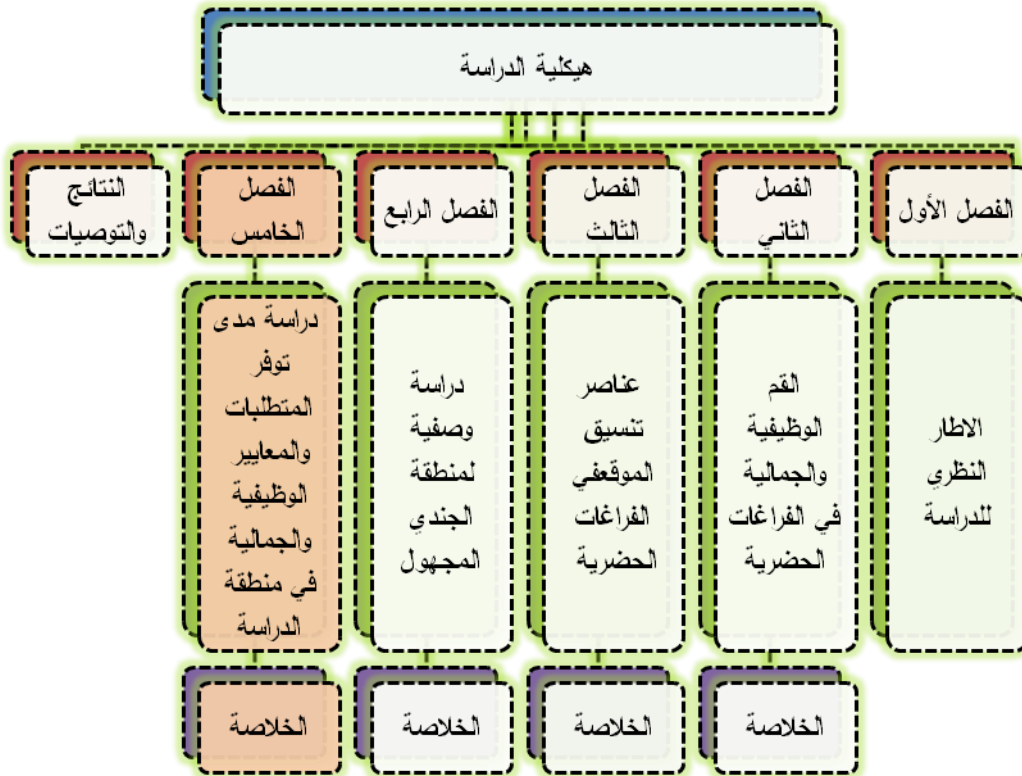 هيكلية الدراسة
الفصل الأول
الفصل
الثاني
الفصل
الثالث
الفصل الرابع
الفصل
الخامس
النتائج
والتوصيات
الاطار
النظري
للدراسة
القم
الوظيفية
والجمالية
في الفراغات
الحضرية
عناصر
تنسيق
الموقعفي
الفراغات
الحضرية
دراسة
وصفية
لمنطقة
الجندي
المجهول
دراسة مدى
توفر
المتطلبات
والمعايير
الوظيفية
والجمالية
في منطقة
الدراسة
الخلاصة
الخلاصة
الخلاصة
الخلاصة